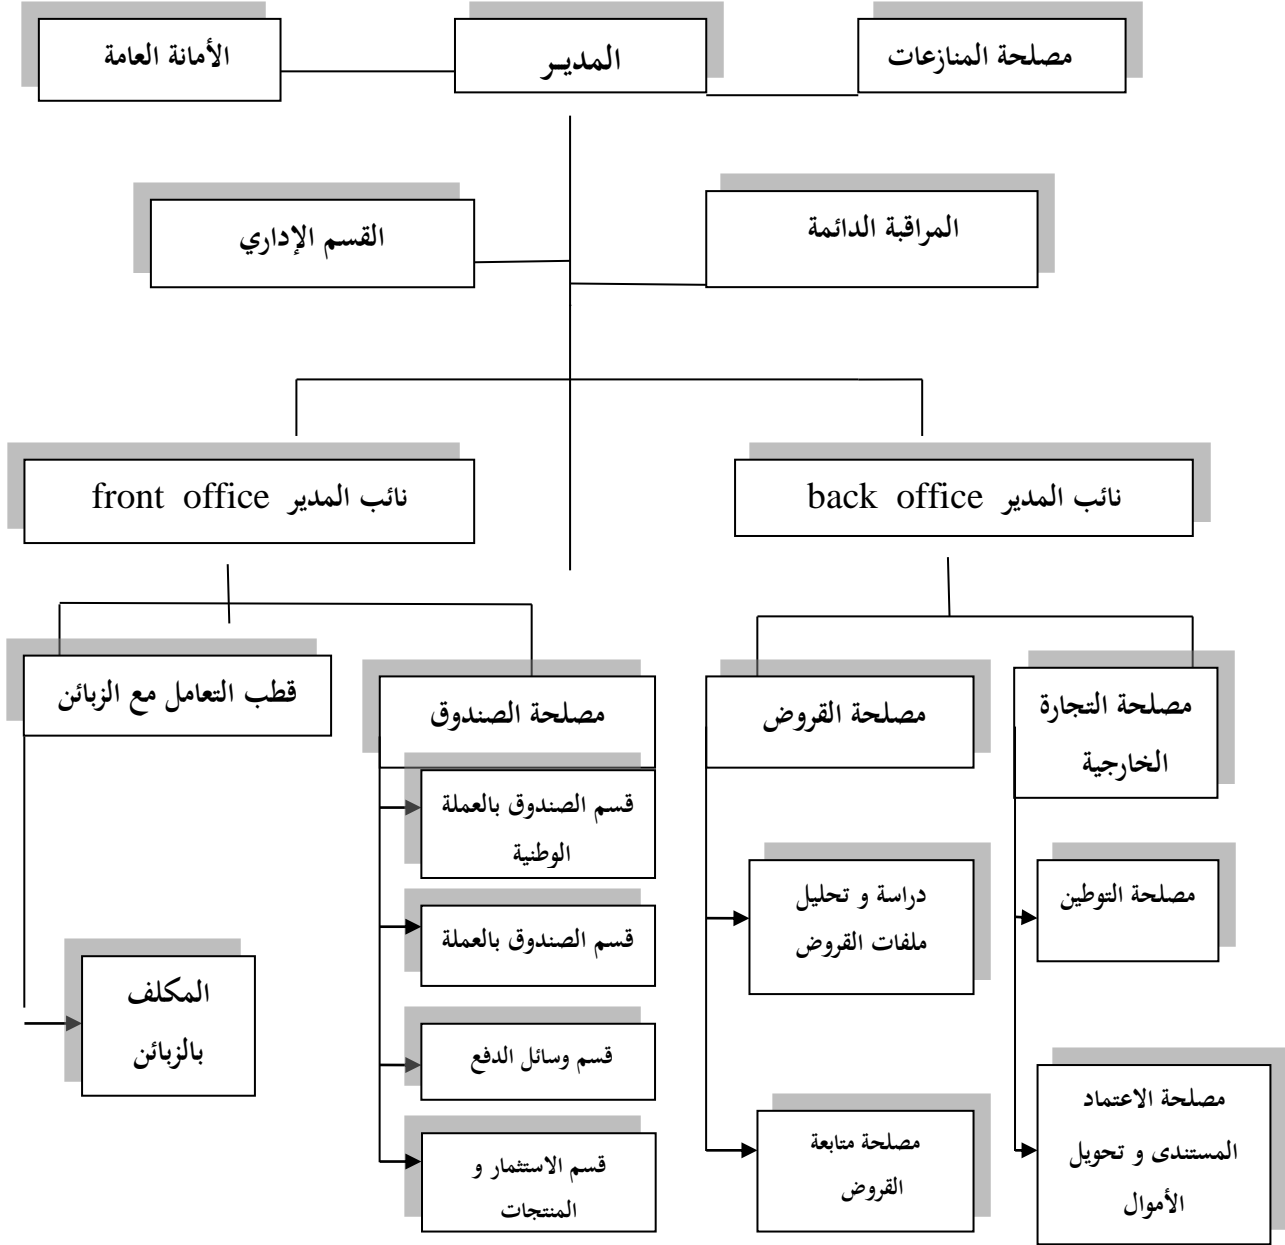 مصلحة المنازعات
المديـر
الأمانة العامة
المراقبة الدائمة
القسم الإداري
نائب المدير back office
نائب المدير front office
مصلحة التجارة
الخارجية
مصلحة القروض
مصلحة الصندوق
قطب التعامل مع الزبائن
مصلحة التوطين
مصلحة الاعتماد
المستندى و تحويل
الأموال
دراسة و تحليل
ملفات القروض
مصلحة متابعة
القروض
قسم الصندوق بالعملة
الوطنية
قسم الصندوق بالعملة
قسم وسائل الدفع
قسم الاستثمار و
المنتجات
المكلف
بالزبائن